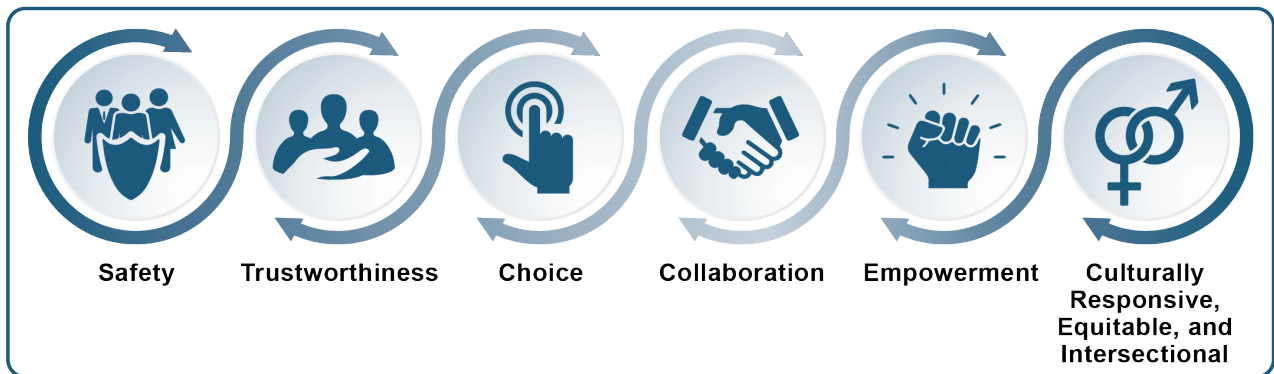 Safety
Trustworthiness
Choice
Collaboration
Empowerment
Culturally
Responsive,
Equitable, and
Intersectional